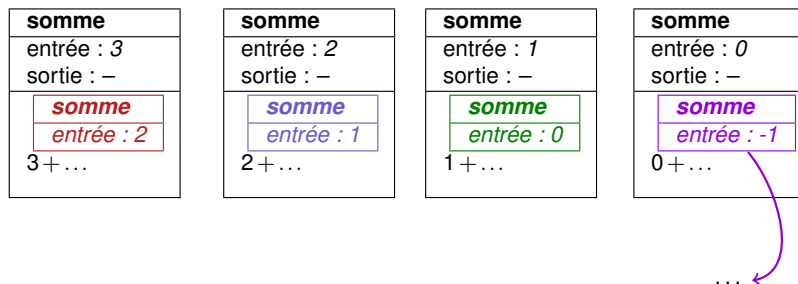 somme
entrée : 3
sortie : –
somme
entrée : 2
3 + ...
somme
entrée : 2
sortie : –
somme
entrée : 1
2 + ...
somme
entrée : 1
sortie : –
somme
entrée : 0
1 + ...
somme
entrée : 0
sortie : –
somme
entrée : -1
0 + ...
...